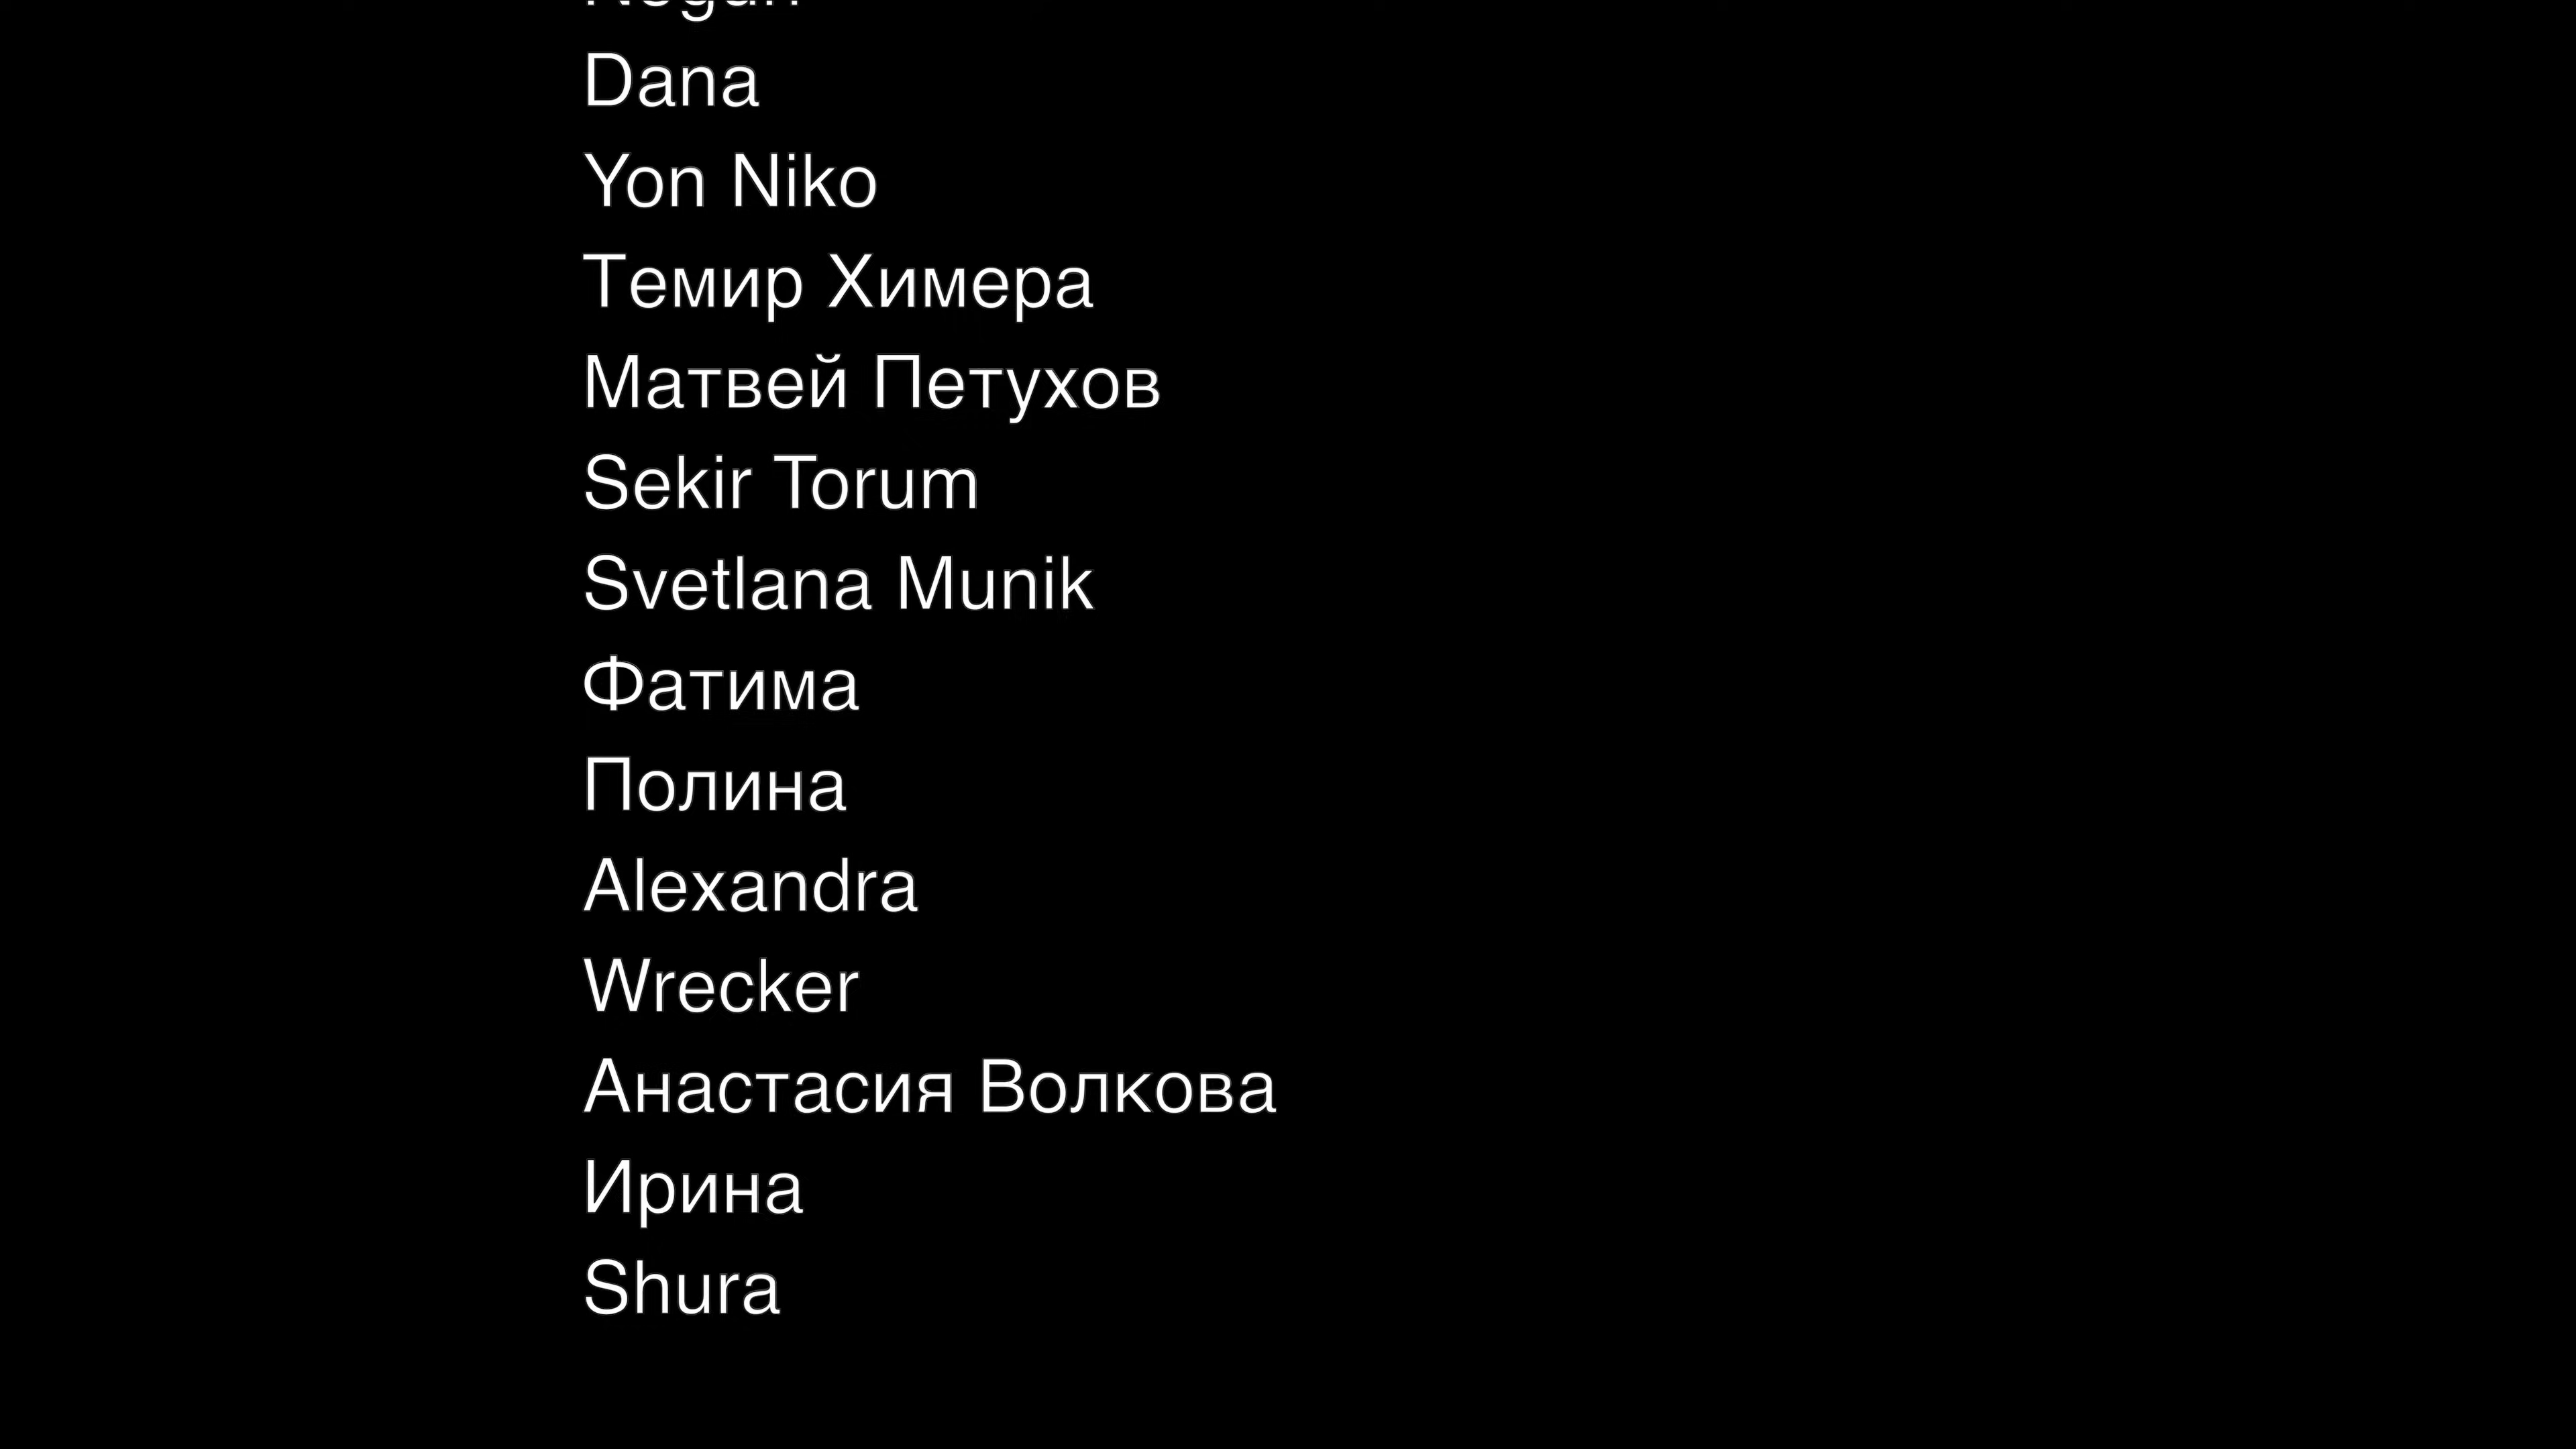 Dana
Yon Niko
Темир Химера
Матвей Петухов
Sekir Torum
Svetlana Munik
Фатима
Полина
Alexandra
Wrecker
Анастасия Волкова
Ирина
Shura